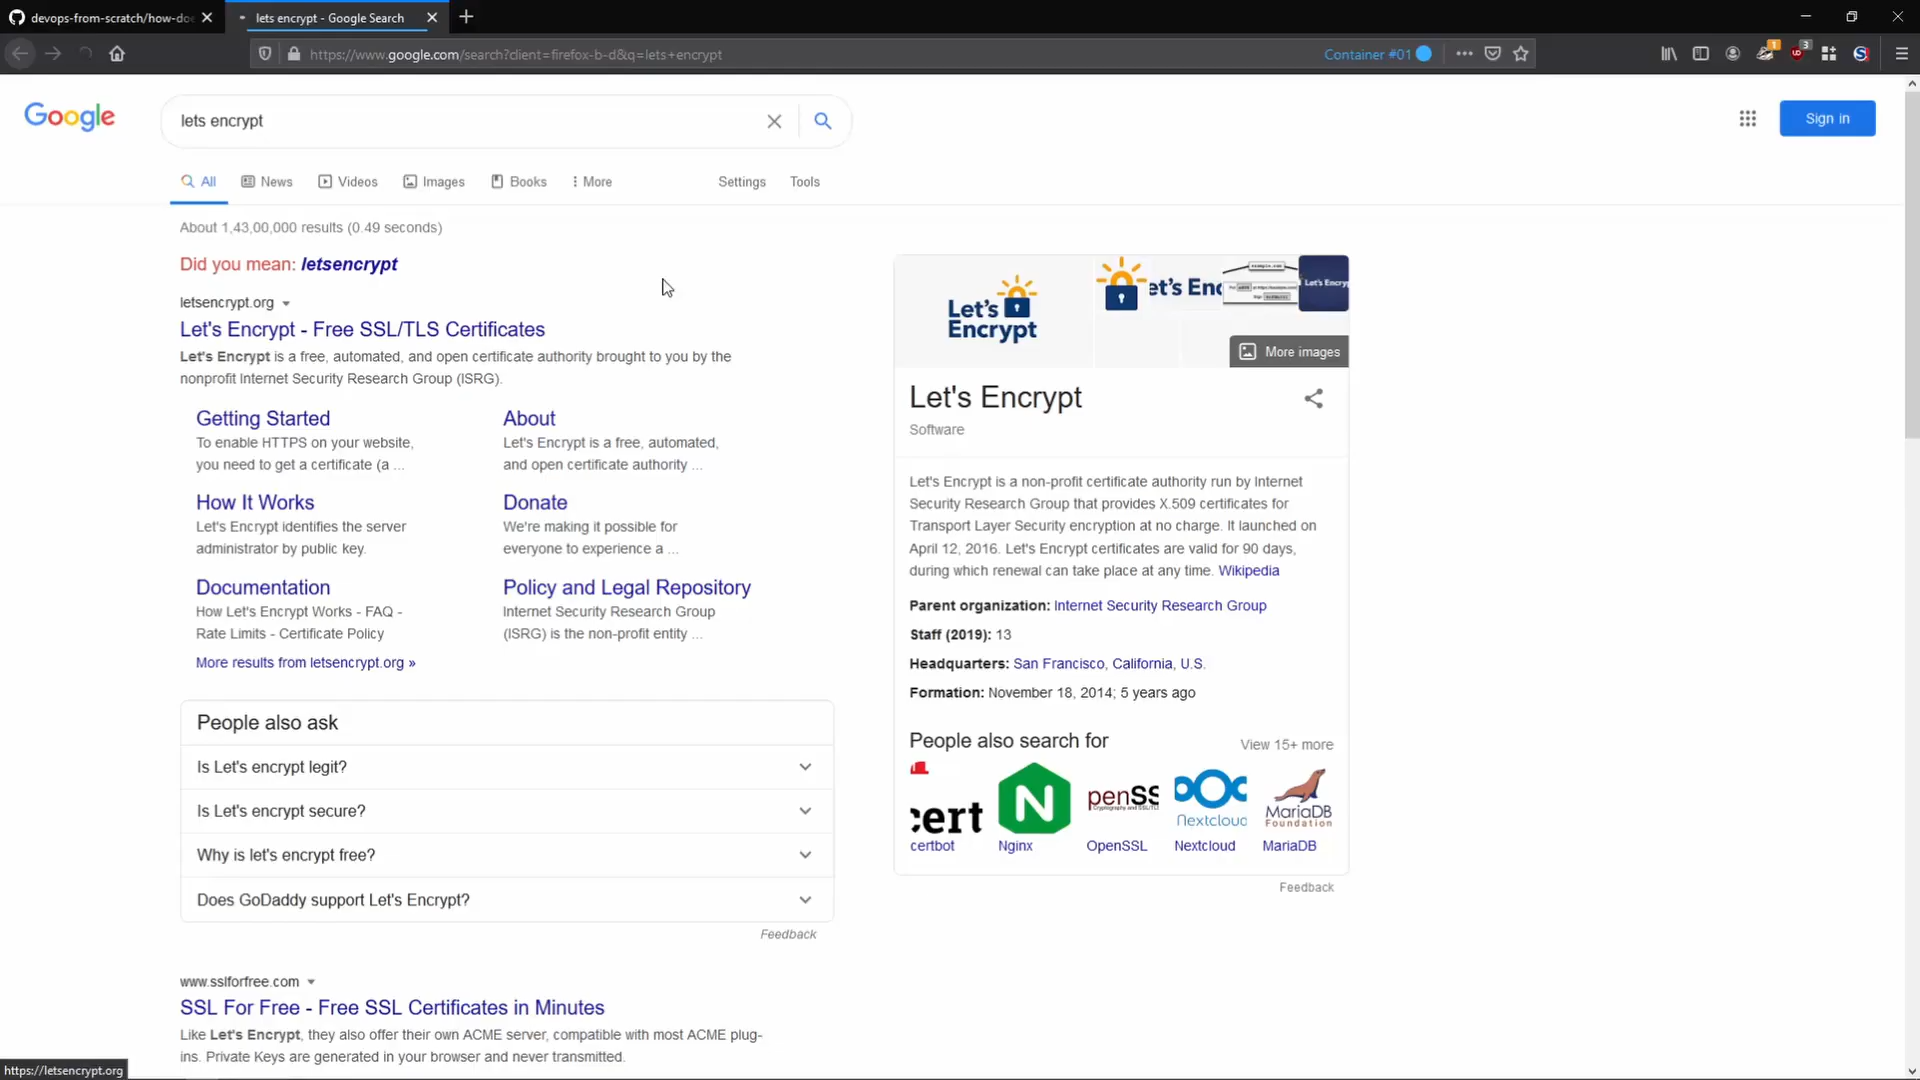 devops-from-scratch/how-doe
lets encrypt - Google Search
https://www.google.com/search?client=firefox-b-d&q=lets+encrypt
Container #01
1
3
Google
lets encrypt
Sign in
All
News
Videos
Images
Books
More
Settings
Tools
About 1,43,00,000 results (0.49 seconds)
Did you mean: letsencrypt
letsencrypt.org
Let's Encrypt - Free SSL/TLS Certificates
Let's Encrypt is a free, automated, and open certificate authority brought to you by the
nonprofit Internet Security Research Group (ISRG).
Getting Started
To enable HTTPS on your website,
you need to get a certificate (a ...
About
Let's Encrypt is a free, automated,
and open certificate authority ...
How It Works
Let's Encrypt identifies the server
administrator by public key.
Donate
We're making it possible for
everyone to experience a ...
Documentation
How Let's Encrypt Works - FAQ -
Rate Limits - Certificate Policy
Policy and Legal Repository
Internet Security Research Group
(ISRG) is the non-profit entity ...
More results from letsencrypt.org »
People also ask
Is Let's encrypt legit?
Is Let's encrypt secure?
Why is let's encrypt free?
Does GoDaddy support Let's Encrypt?
Feedback
www.sslforfree.com
SSL For Free - Free SSL Certificates in Minutes
Like Let's Encrypt, they also offer their own ACME server, compatible with most ACME plug-
ins. Private Keys are generated in your browser and never transmitted.
https://letsencrypt.org
Let's
Encrypt
et's Enc
Let's Encryp
More images
Let's Encrypt
Software
Let's Encrypt is a non-profit certificate authority run by Internet
Security Research Group that provides X.509 certificates for
Transport Layer Security encryption at no charge. It launched on
April 12, 2016. Let's Encrypt certificates are valid for 90 days,
during which renewal can take place at any time. Wikipedia
Parent organization: Internet Security Research Group
Staff (2019): 13
Headquarters: San Francisco, California, U.S.
Formation: November 18, 2014; 5 years ago
People also search for
View 15+ more
cert
N
penSS
Nextcloud
MariaDB
Foundation
certbot
Nginx
OpenSSL
Nextcloud
MariaDB
Feedback